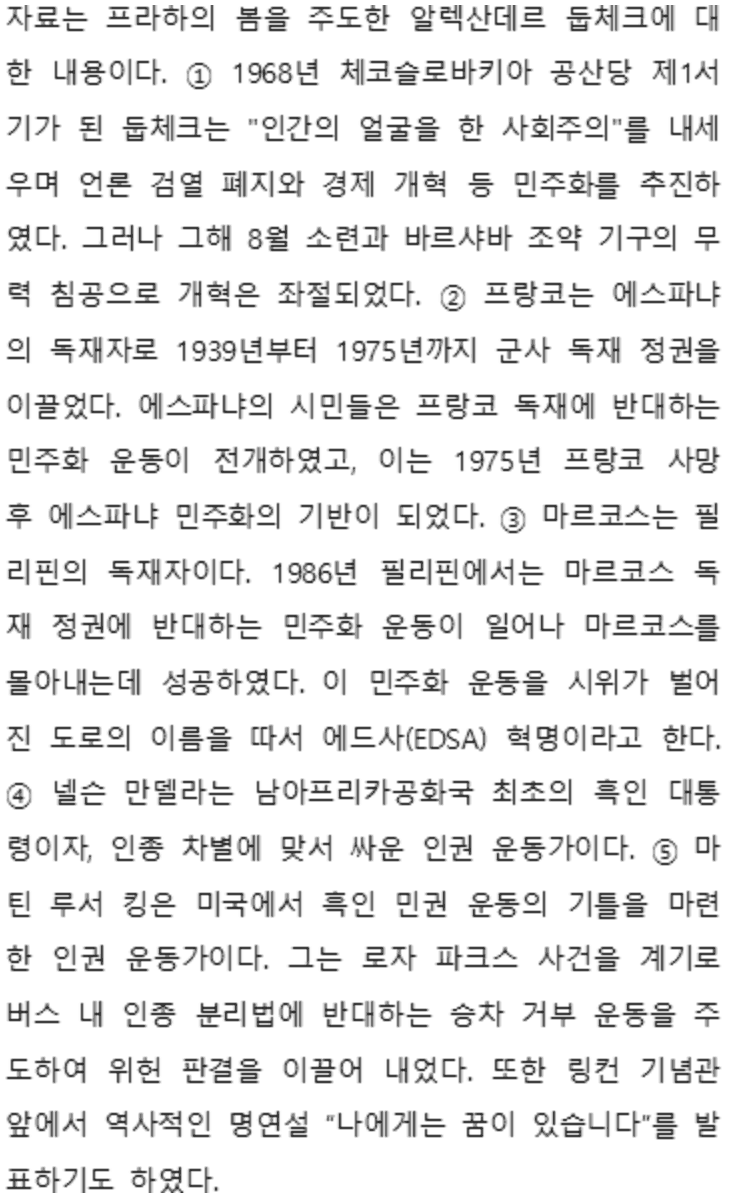 자료는 프라하의 봄을 주도한 알렉산데르 둡체크에 대
한 내용이다. ① 1968년 체코슬로바키아 공산당 제1서
기가 된 둡체크는 "인간의 얼굴을 한 사회주의"를 내세
우며 언론 검열 폐지와 경제 개혁 등 민주화를 추진하
였다. 그러나 그해 8월 소련과 바르샤바 조약 기구의 무
력 침공으로 개혁은 좌절되었다. ② 프랑코는 에스파냐
의 독재자로 1939년부터 1975년까지 군사 독재 정권을
이끌었다. 에스파냐의 시민들은 프랑코 독재에 반대하는
민주화 운동이 전개하였고, 이는 1975년 프랑코 사망
후 에스파냐 민주화의 기반이 되었다. ③ 마르코스는 필
리핀의 독재자이다. 1986년 필리핀에서는 마르코스 독
재 정권에 반대하는 민주화 운동이 일어나 마르코스를
몰아내는데 성공하였다. 이 민주화 운동을 시위가 벌어
진 도로의 이름을 따서 에드사(EDSA) 혁명이라고 한다.
④ 넬슨 만델라는 남아프리카공화국 최초의 흑인 대통
령이자, 인종 차별에 맞서 싸운 인권 운동가이다. ⑤ 마
틴 루서 킹은 미국에서 흑인 민권 운동의 기틀을 마련
한 인권 운동가이다. 그는 로자 파크스 사건을 계기로
버스 내 인종 분리법에 반대하는 승차 거부 운동을 주
도하여 위헌 판결을 이끌어 내었다. 또한 링컨 기념관
앞에서 역사적인 명연설 “나에게는 꿈이 있습니다”를 발
표하기도 하였다.